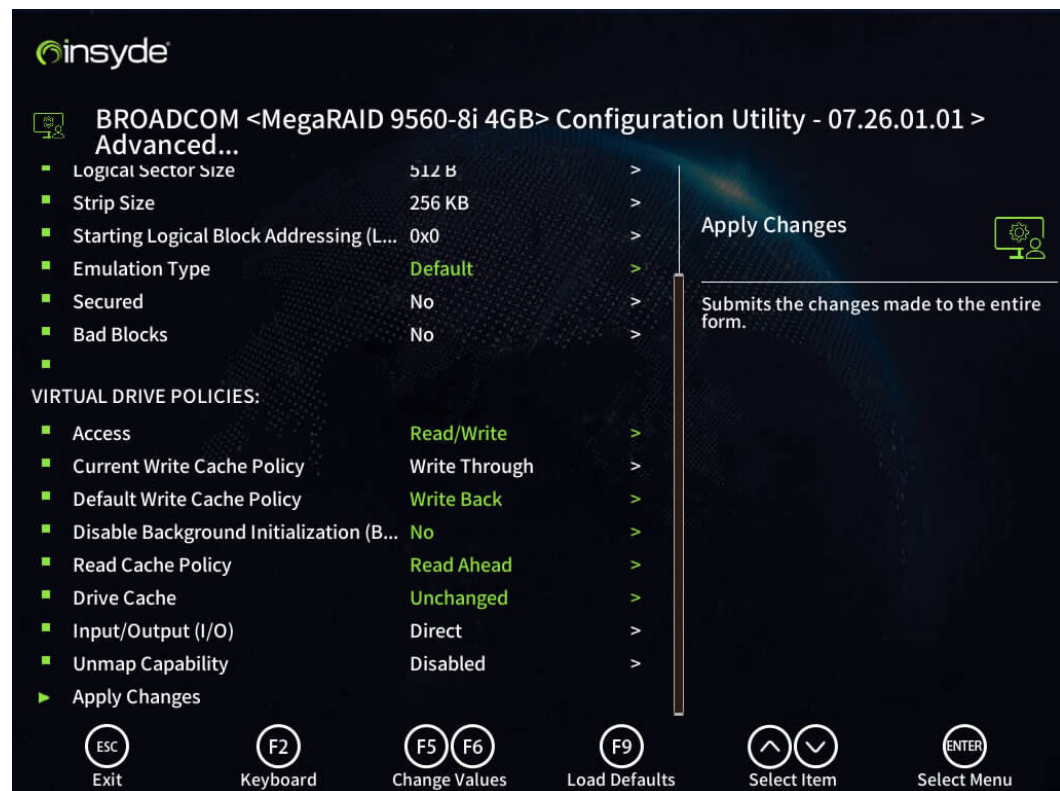 insyde
BROADCOM <MegaRAID 9560-8i 4GB> Configuration Utility - 07.26.01.01 >
Advanced...
Logical Sector Size 512 B >
Strip Size 256 KB >
Starting Logical Block Addressing (L... 0x0 >
Emulation Type Default >
Secured No >
Bad Blocks No >
VIRTUAL DRIVE POLICIES:
Access Read/Write >
Current Write Cache Policy Write Through >
Default Write Cache Policy Write Back >
Disable Background Initialization (B... No >
Read Cache Policy Read Ahead >
Drive Cache Unchanged >
Input/Output (I/O) Direct >
Unmap Capability Disabled >
Apply Changes
Apply Changes
Submits the changes made to the entire
form.
ESC F2 F5 F6 F9 ENTER
Exit Keyboard Change Values Load Defaults Select Item Select Menu